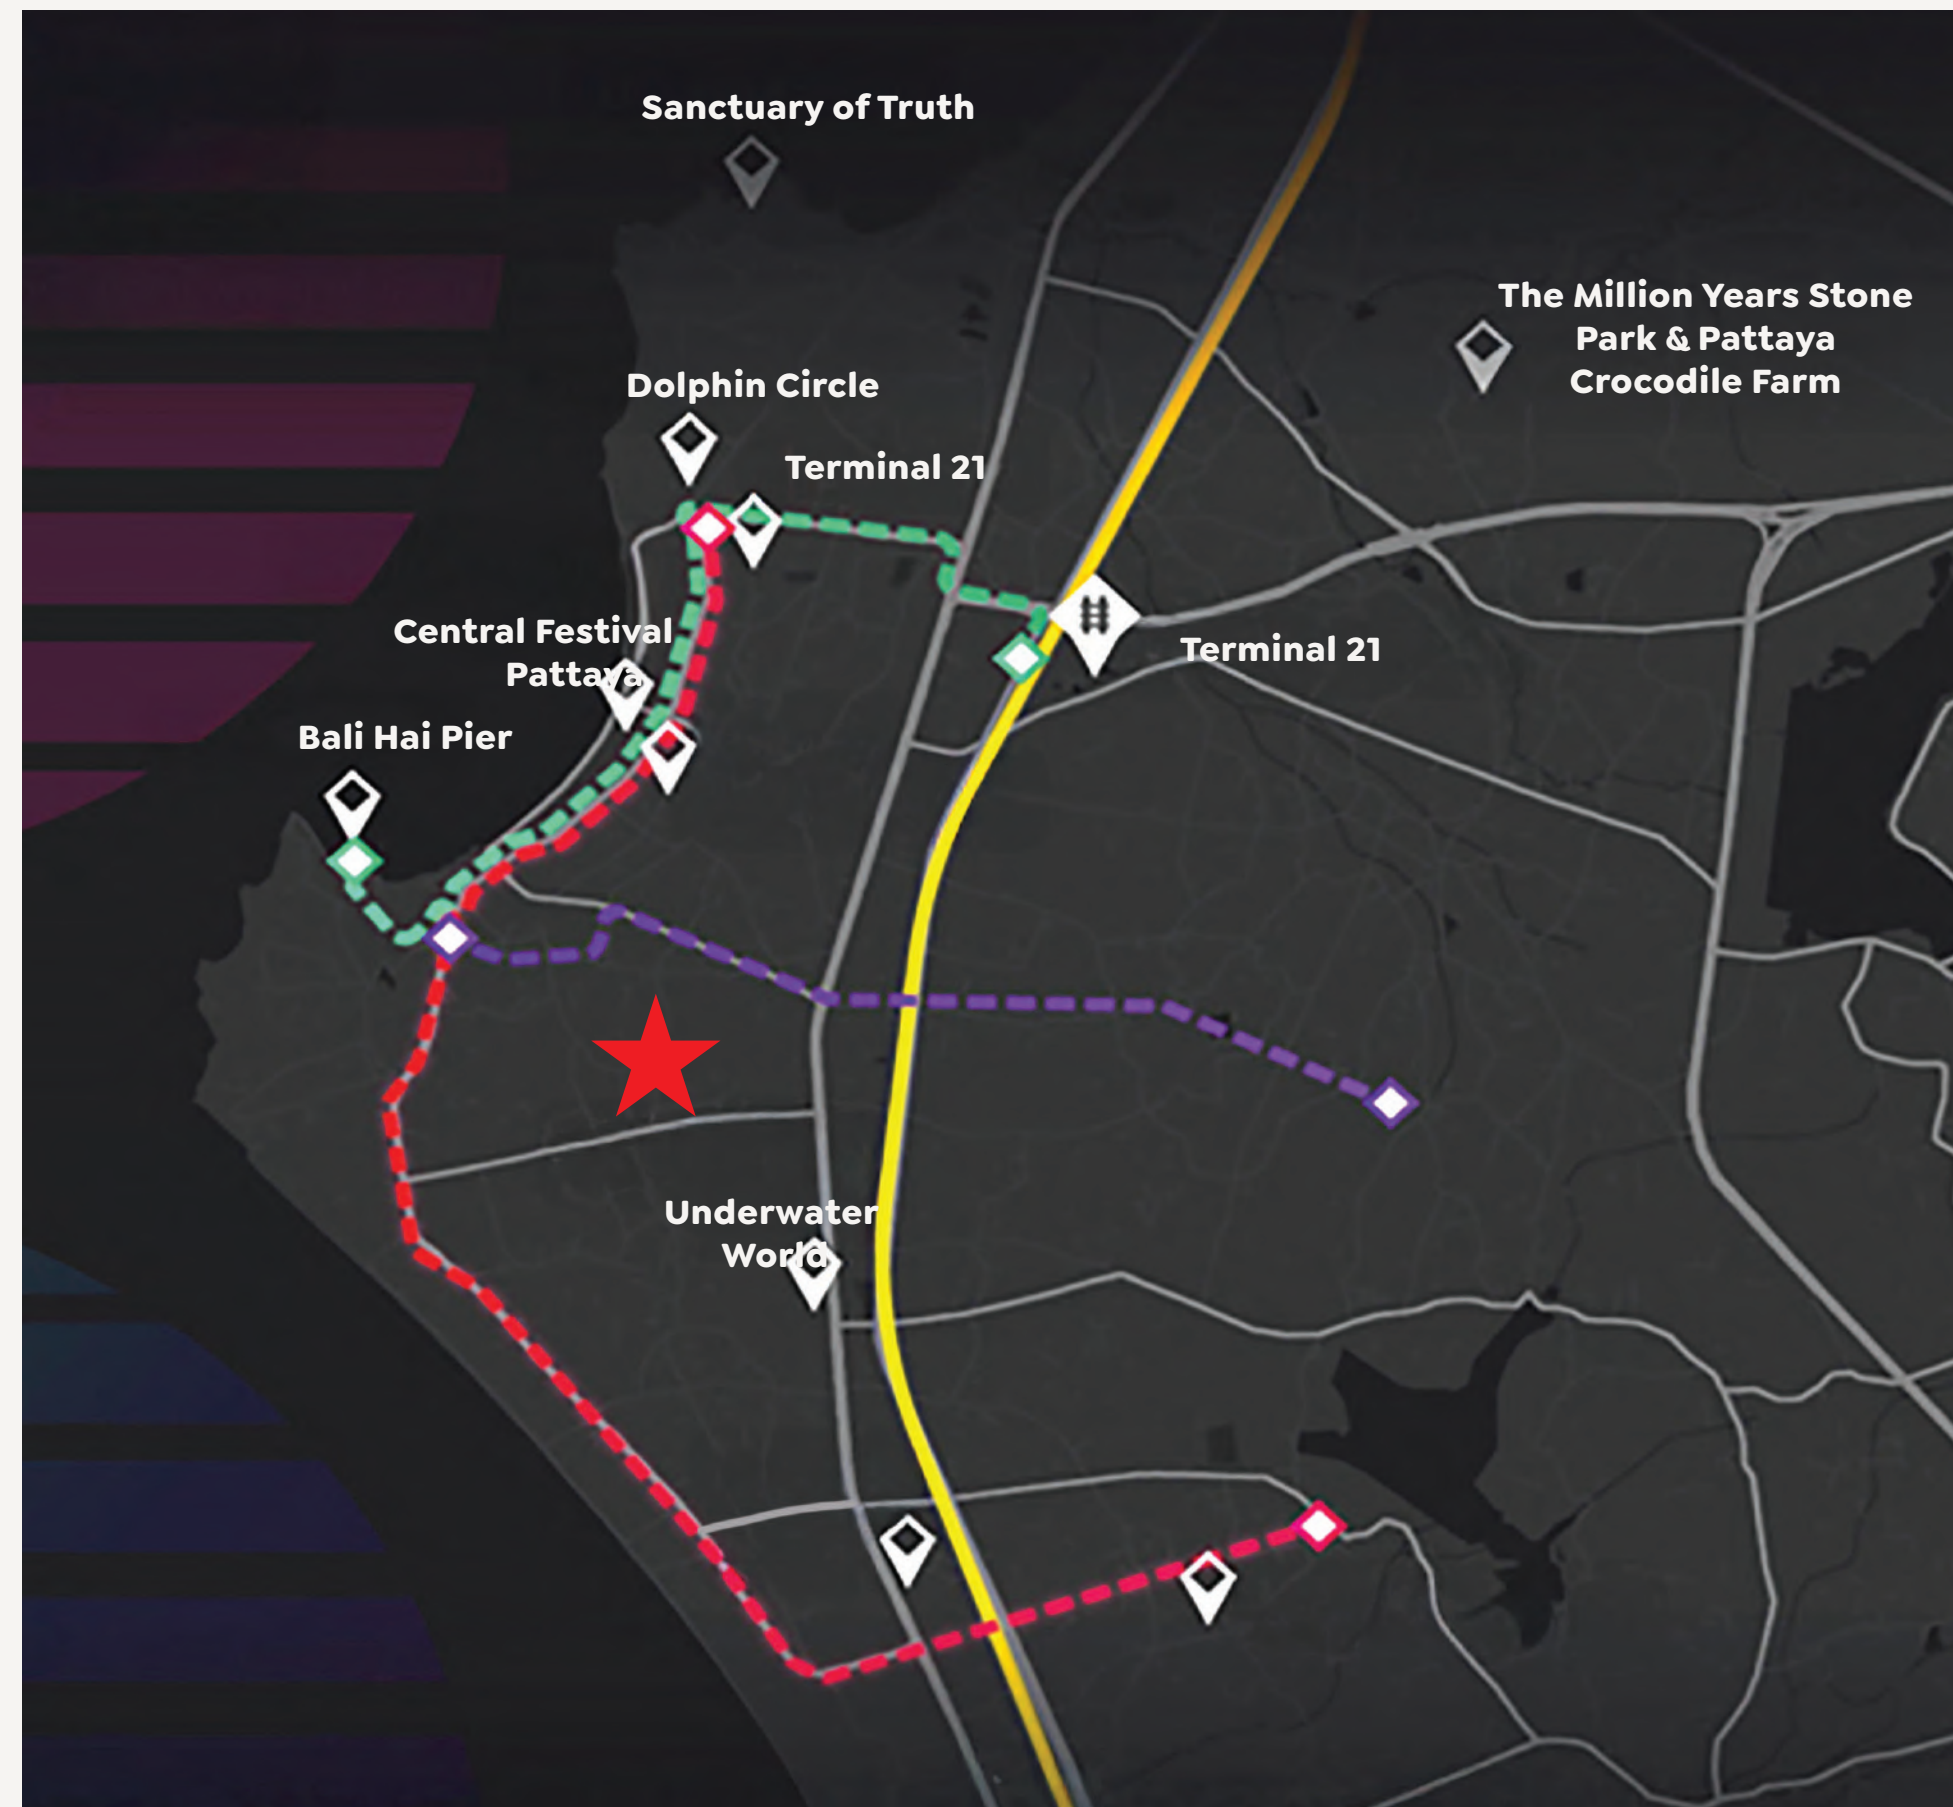 Sanctuary of Truth
The Million Years Stone
Park & Pattaya
Crocodile Farm
Dolphin Circle
Terminal 21
Central Festival
Pattaya
Terminal 21
Bali Hai Pier
Underwater
World